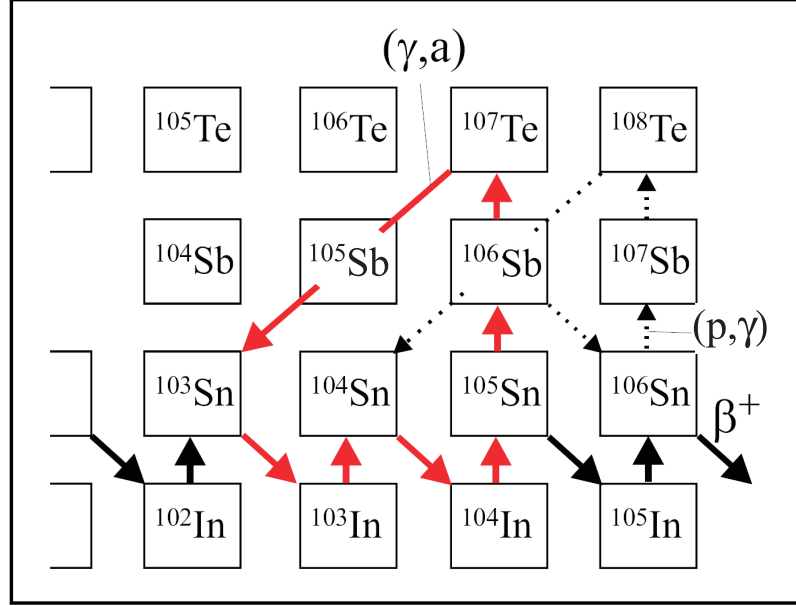 (γ,a)
¹⁰⁵Te ¹⁰⁶Te ¹⁰⁷Te ¹⁰⁸Te
¹⁰⁴Sb ¹⁰⁵Sb ¹⁰⁶Sb ¹⁰⁷Sb
(p,γ)
¹⁰³Sn ¹⁰⁴Sn ¹⁰⁵Sn ¹⁰⁶Sn
β⁺
¹⁰²In ¹⁰³In ¹⁰⁴In ¹⁰⁵In